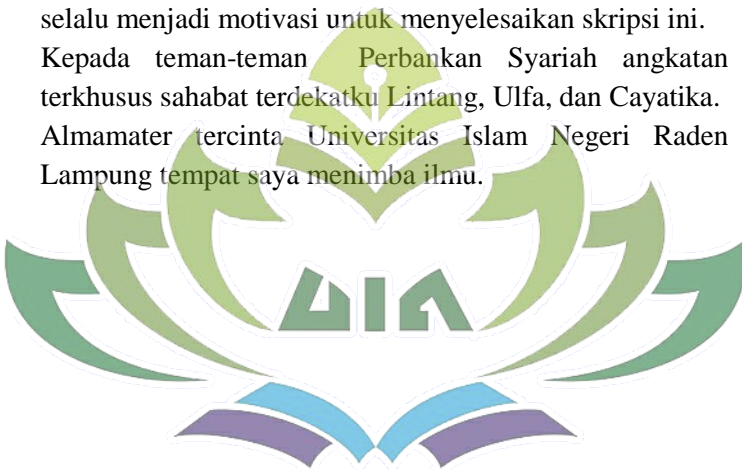 selalu menjadi motivasi untuk menyelesaikan skripsi ini.
Kepada teman-teman Perbankan Syariah angkatan
terkhusus sahabat terdekatku Lintang, Ulfa, dan Cayatika.
Almamater tercinta Universitas Islam Negeri Raden
Lampung tempat saya menimba ilmu.
UIN